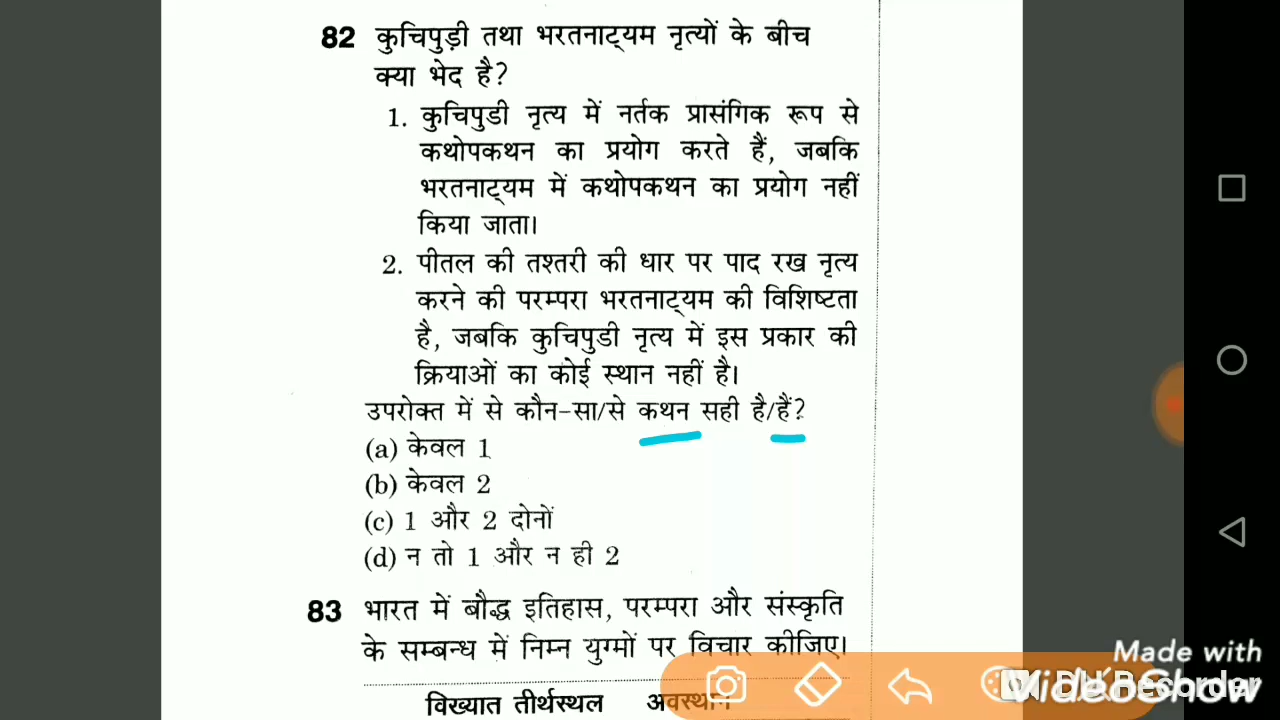 82 कुचिपुड़ी तथा भरतनाट्यम नृत्यों के बीच
क्या भेद है?
1. कुचिपुडी नृत्य में नर्तक प्रासंगिक रूप से
कथोपकथन का प्रयोग करते हैं, जबकि
भरतनाट्यम में कथोपकथन का प्रयोग नहीं
किया जाता।
2. पीतल की तश्तरी की धार पर पाद रख नृत्य
करने की परम्परा भरतनाट्यम की विशिष्टता
है, जबकि कुचिपुडी नृत्य में इस प्रकार की
क्रियाओं का कोई स्थान नहीं है।
उपरोक्त में से कौन-सा/से कथन सही है/हैं?
(a) केवल 1
(b) केवल 2
(c) 1 और 2 दोनों
(d) न तो 1 और न ही 2
83 भारत में बौद्ध इतिहास, परम्परा और संस्कृति
के सम्बन्ध में निम्न युग्मों पर विचार कीजिए।
विख्यात तीर्थस्थल अवस्थान
Made with
VideoShow